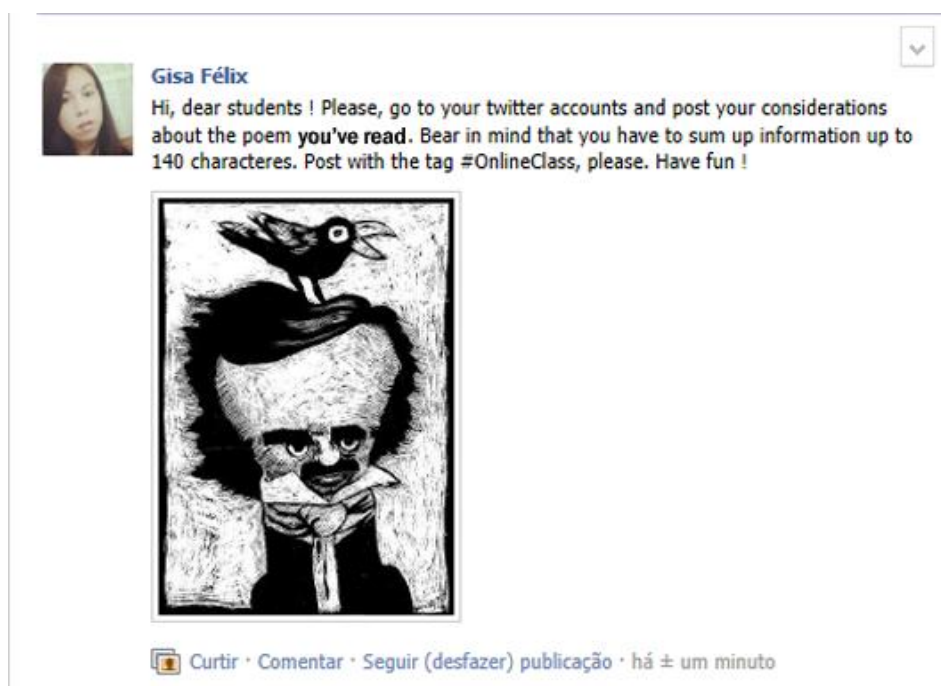 Gisa Félix
Hi, dear students ! Please, go to your twitter accounts and post your considerations
about the poem you've read. Bear in mind that you have to sum up information up to
140 characteres. Post with the tag #OnlineClass, please. Have fun !
Curtir · Comentar · Seguir (desfazer) publicação · há ± um minuto